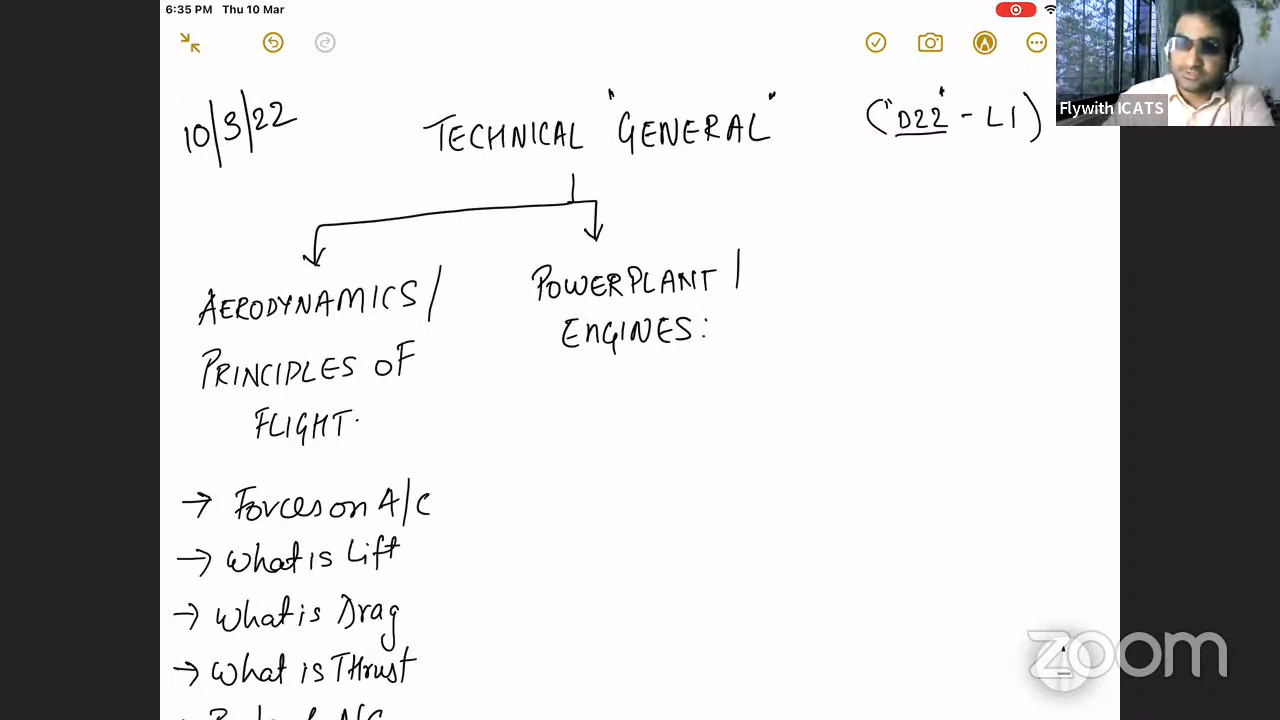 6:35 PM Thu 10 Mar
10/3/22 TECHNICAL "GENERAL" ("D22" - L1)
Flywith ICATS
AERODYNAMICS/ POWERPLANT/
PRINCIPLES OF ENGINES:
FLIGHT.
→ Forces on A/C
→ What is Lift
→ What is Drag
→ What is Thrust
zoom